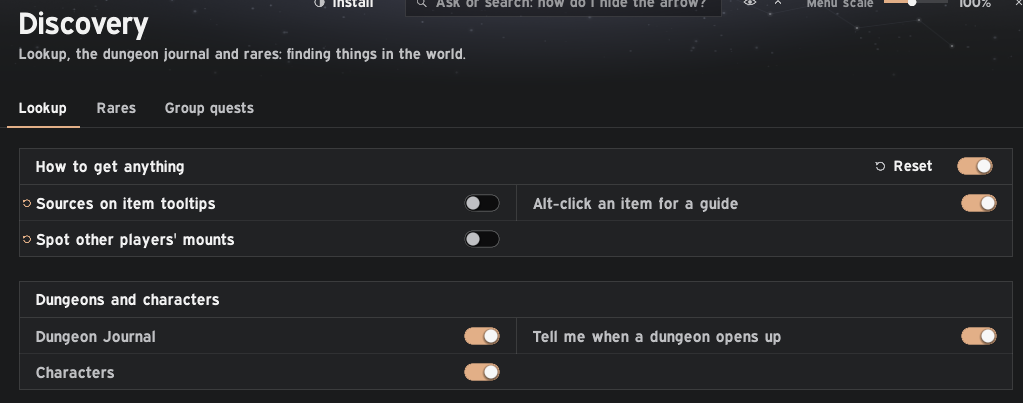 Install
Ask or search: how do I hide the arrow?
Menu scale
100%
Discovery
Lookup, the dungeon journal and rares: finding things in the world.
Lookup
Rares
Group quests
How to get anything
Reset
Sources on item tooltips
Alt-click an item for a guide
Spot other players' mounts
Dungeons and characters
Dungeon Journal
Tell me when a dungeon opens up
Characters